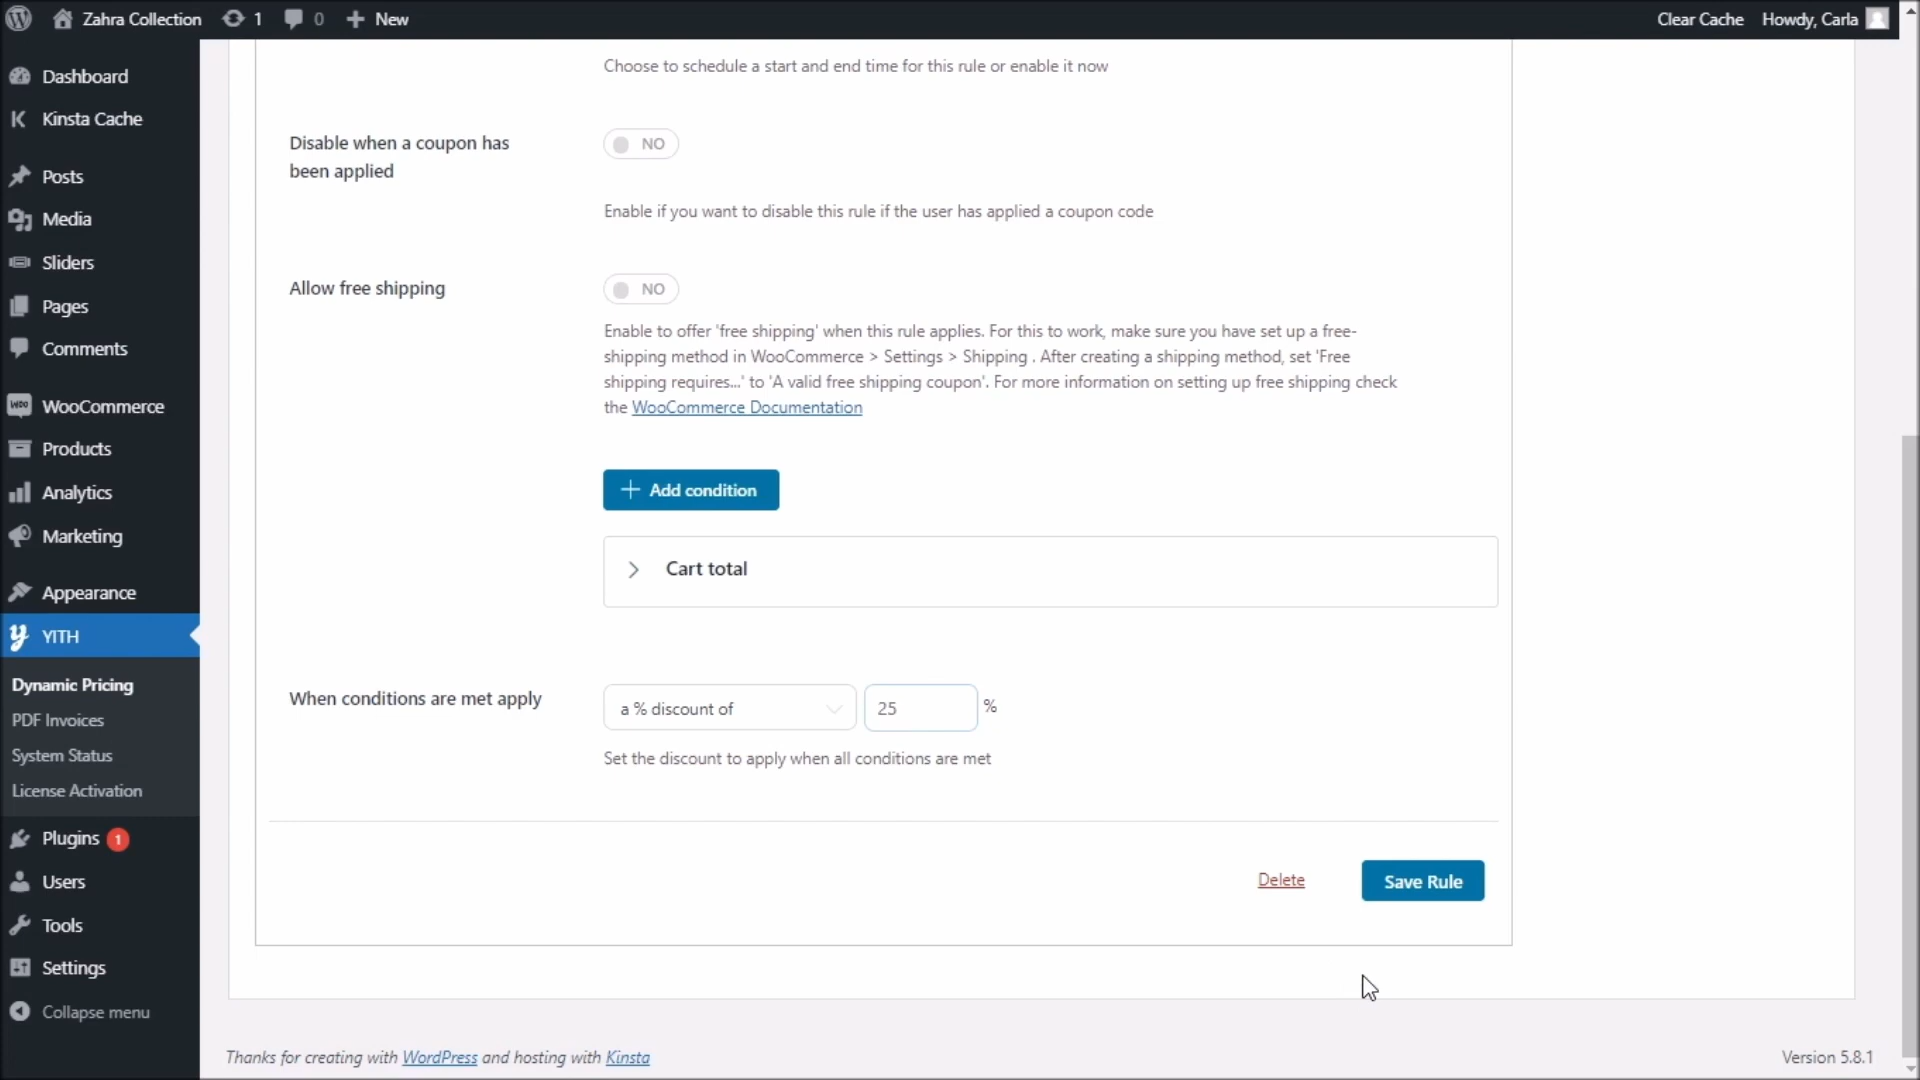 Zahra Collection
1
0
New
Clear Cache
Howdy, Carla
Dashboard
Kinsta Cache
Posts
Media
Sliders
Pages
Comments
WooCommerce
Products
Analytics
Marketing
Appearance
YITH
Dynamic Pricing
PDF Invoices
System Status
License Activation
Plugins 1
Users
Tools
Settings
Collapse menu
Choose to schedule a start and end time for this rule or enable it now
Disable when a coupon has
been applied
NO
Enable if you want to disable this rule if the user has applied a coupon code
Allow free shipping
NO
Enable to offer 'free shipping' when this rule applies. For this to work, make sure you have set up a free-
shipping method in WooCommerce > Settings > Shipping . After creating a shipping method, set 'Free
shipping requires...' to 'A valid free shipping coupon'. For more information on setting up free shipping check
the WooCommerce Documentation
Add condition
Cart total
When conditions are met apply
a % discount of
25
%
Set the discount to apply when all conditions are met
Delete
Save Rule
Thanks for creating with WordPress and hosting with Kinsta
Version 5.8.1